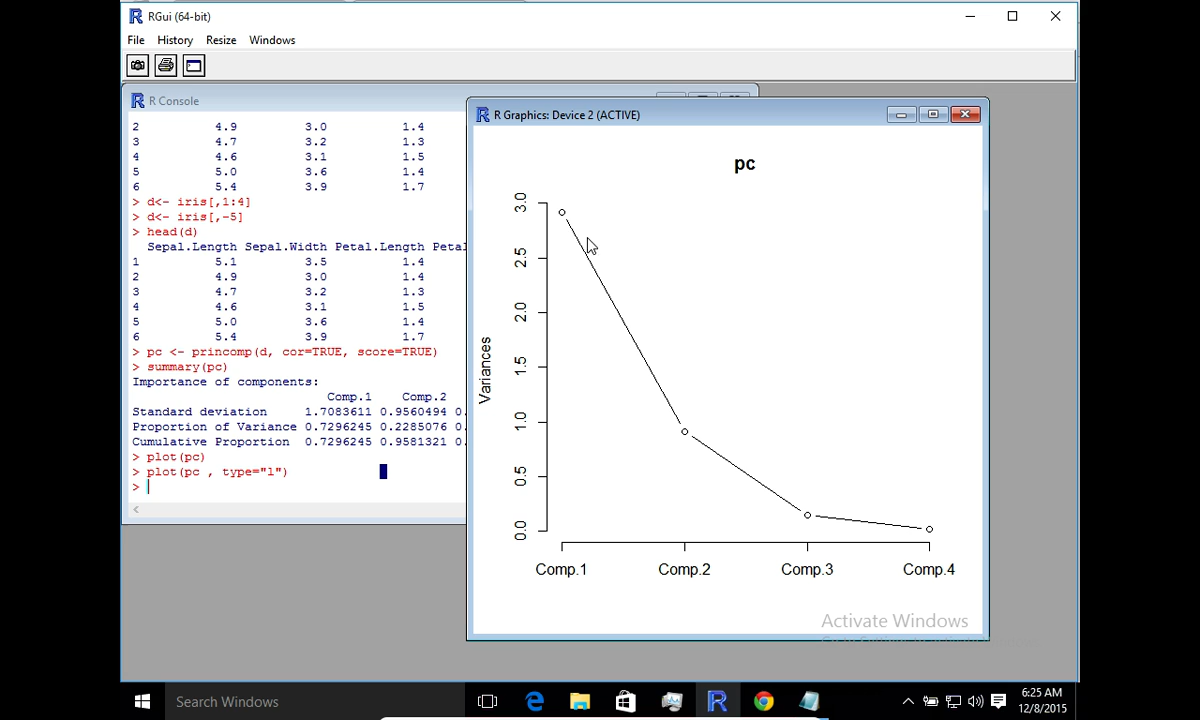 RGui (64-bit)
File History Resize Windows
R Console
2 4.9 3.0 1.4
3 4.7 3.2 1.3
4 4.6 3.1 1.5
5 5.0 3.6 1.4
6 5.4 3.9 1.7
> d<- iris[,1:4]
> d<- iris[,-5]
> head(d)
Sepal.Length Sepal.Width Petal.Length Petal
1 5.1 3.5 1.4
2 4.9 3.0 1.4
3 4.7 3.2 1.3
4 4.6 3.1 1.5
5 5.0 3.6 1.4
6 5.4 3.9 1.7
> pc <- princomp(d, cor=TRUE, score=TRUE)
> summary(pc)
Importance of components:
Comp.1 Comp.2
Standard deviation 1.7083611 0.9560494 0.
Proportion of Variance 0.7296245 0.2285076 0.
Cumulative Proportion 0.7296245 0.9581321 0.
> plot(pc)
> plot(pc , type="l")
>
R Graphics: Device 2 (ACTIVE)
pc
Variances
3.0
2.5
2.0
1.5
1.0
0.5
0.0
Comp.1 Comp.2 Comp.3 Comp.4
Activate Windows
Search Windows
6:25 AM
12/8/2015